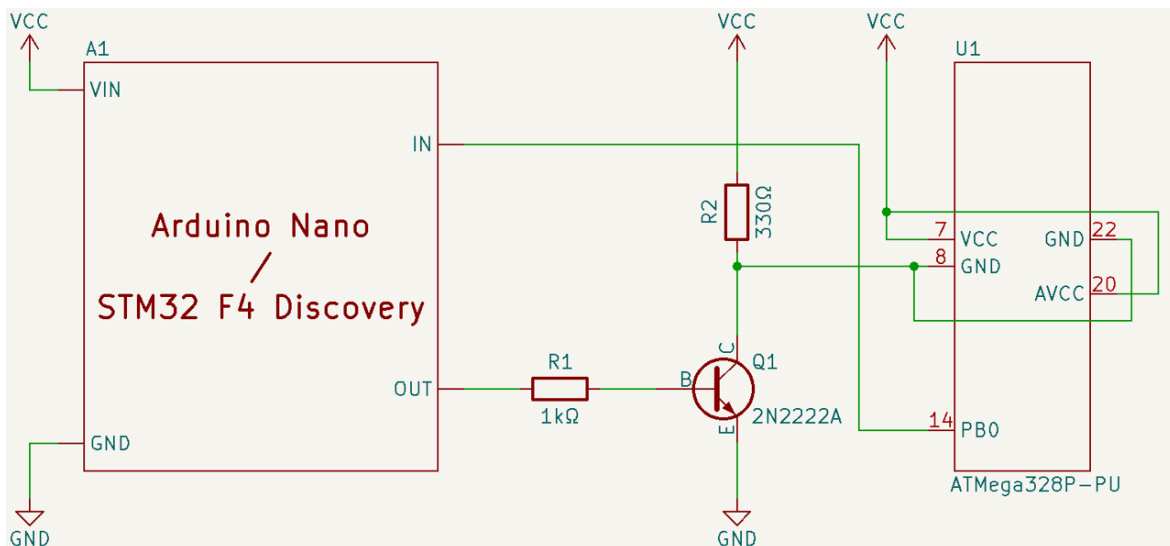 VCC
VCC
VCC
A1
U1
VIN
IN
R2
330Ω
Arduino Nano
/
STM32 F4 Discovery
7
VCC
GND
22
8
GND
AVCC
20
R1
C
Q1
OUT
B
1kΩ
2N2222A
E
14
PB0
GND
ATMega328P-PU
GND
GND